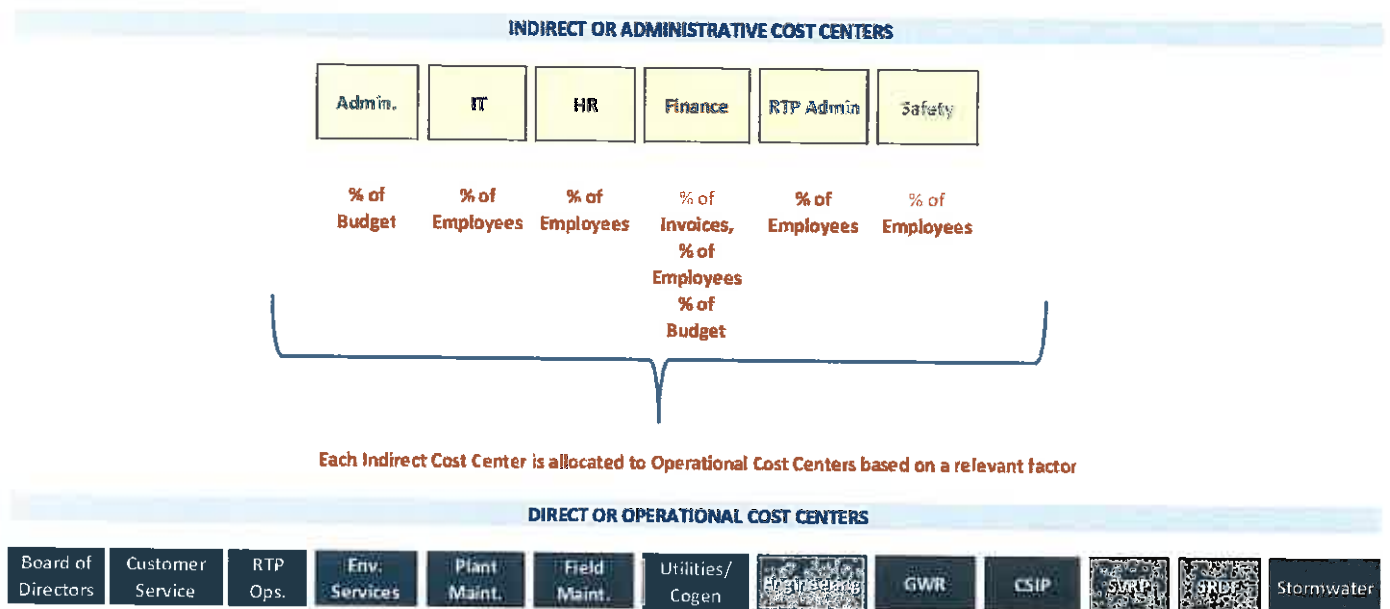 INDIRECT OR ADMINISTRATIVE COST CENTERS
Admin.
IT
HR
Finance
RTP Admin
Safety
% of
Budget
% of
Employees
% of
Employees
% of
Invoices,
% of
Employees
% of
Budget
% of
Employees
% of
Employees
Each Indirect Cost Center is allocated to Operational Cost Centers based on a relevant factor
DIRECT OR OPERATIONAL COST CENTERS
Board of
Directors
Customer
Service
RTP
Ops.
Env.
Services
Plant
Maint.
Field
Maint.
Utilities/
Cogen
Engineering
GWR
CSIP
SVRP
SRDF
Stormwater